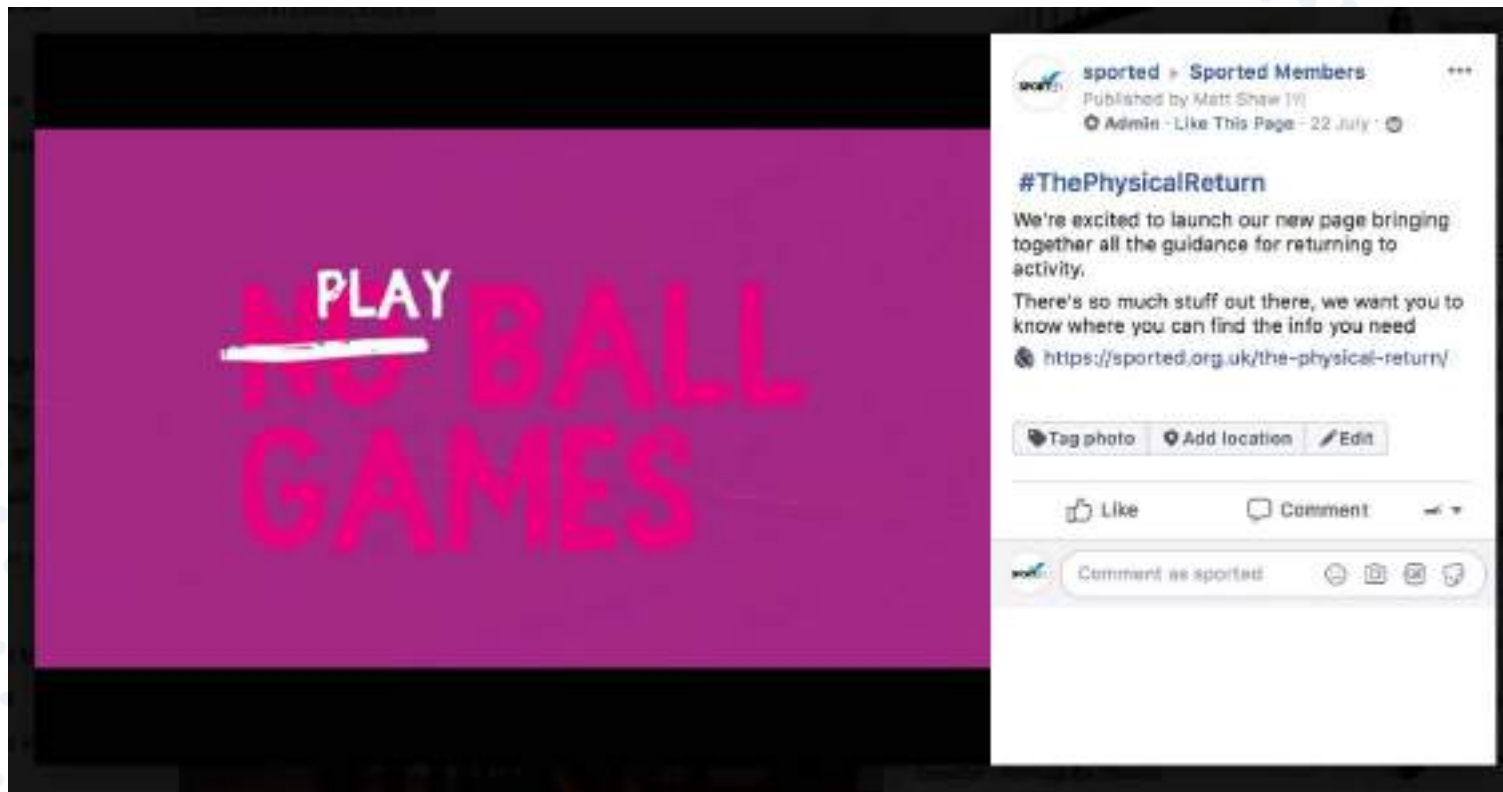 PLAY
NO BALL
GAMES
sported ▸ Sported Members
Published by Matt Shaw [?]
Admin · Like This Page · 22 July ·
#ThePhysicalReturn
We're excited to launch our new page bringing
together all the guidance for returning to
activity.
There's so much stuff out there, we want you to
know where you can find the info you need
https://sported.org.uk/the-physical-return/
Tag photo Add location Edit
Like Comment
Comment as sported